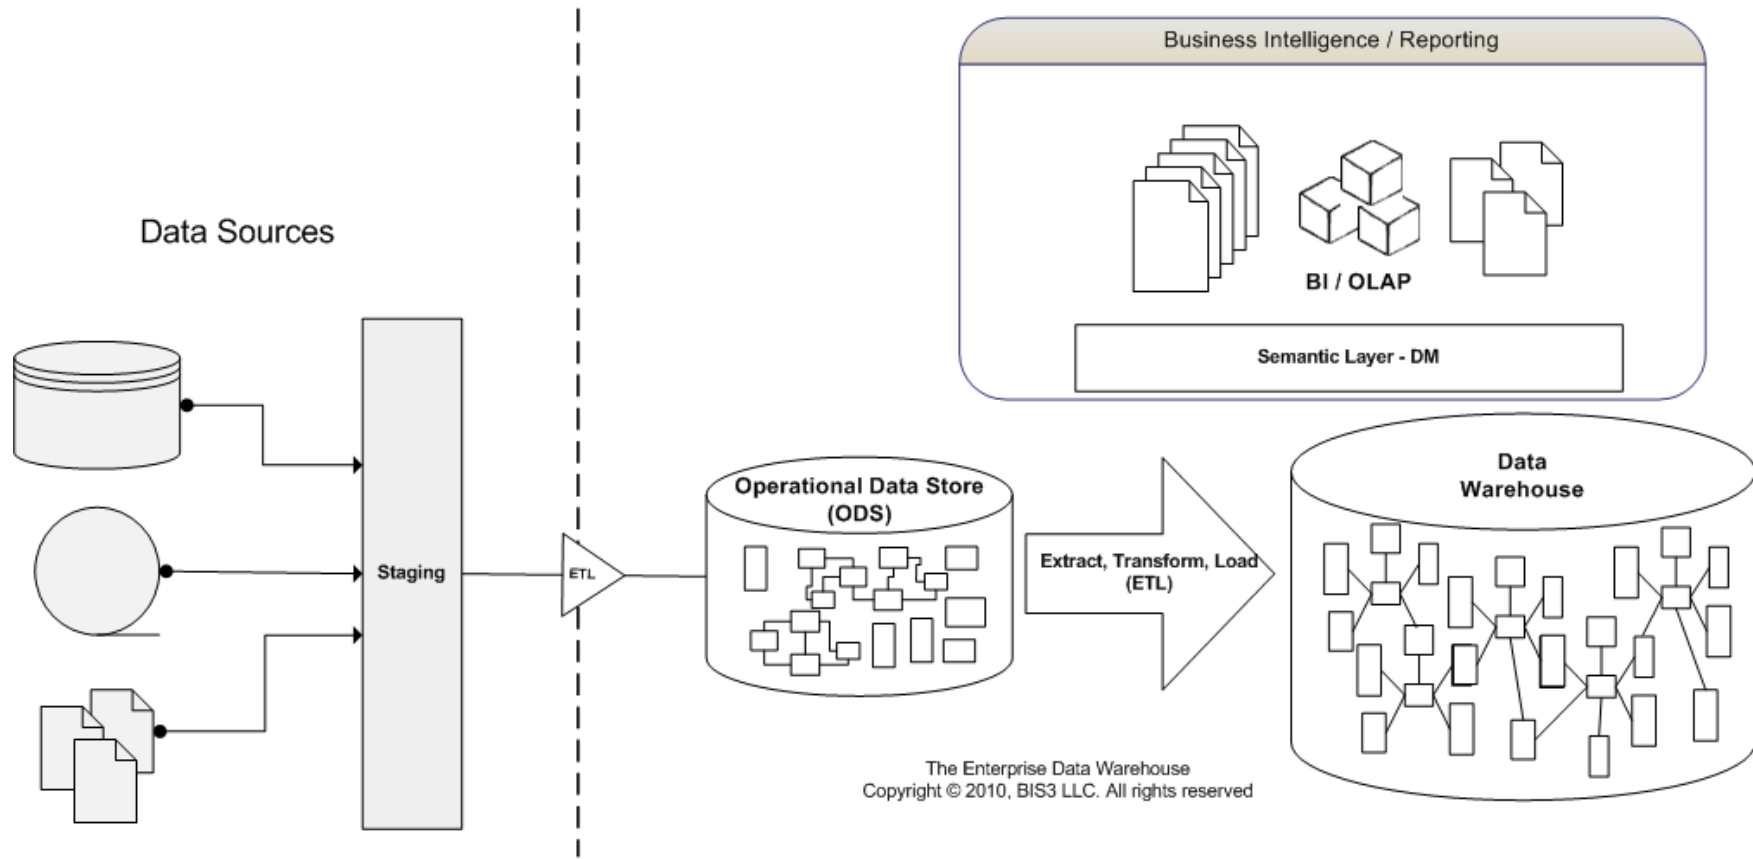 Business Intelligence / Reporting
Data Sources
BI / OLAP
Semantic Layer - DM
Staging
ETL
Operational Data Store
(ODS)
Extract, Transform, Load
(ETL)
Data
Warehouse
The Enterprise Data Warehouse
Copyright © 2010, BIS3 LLC. All rights reserved